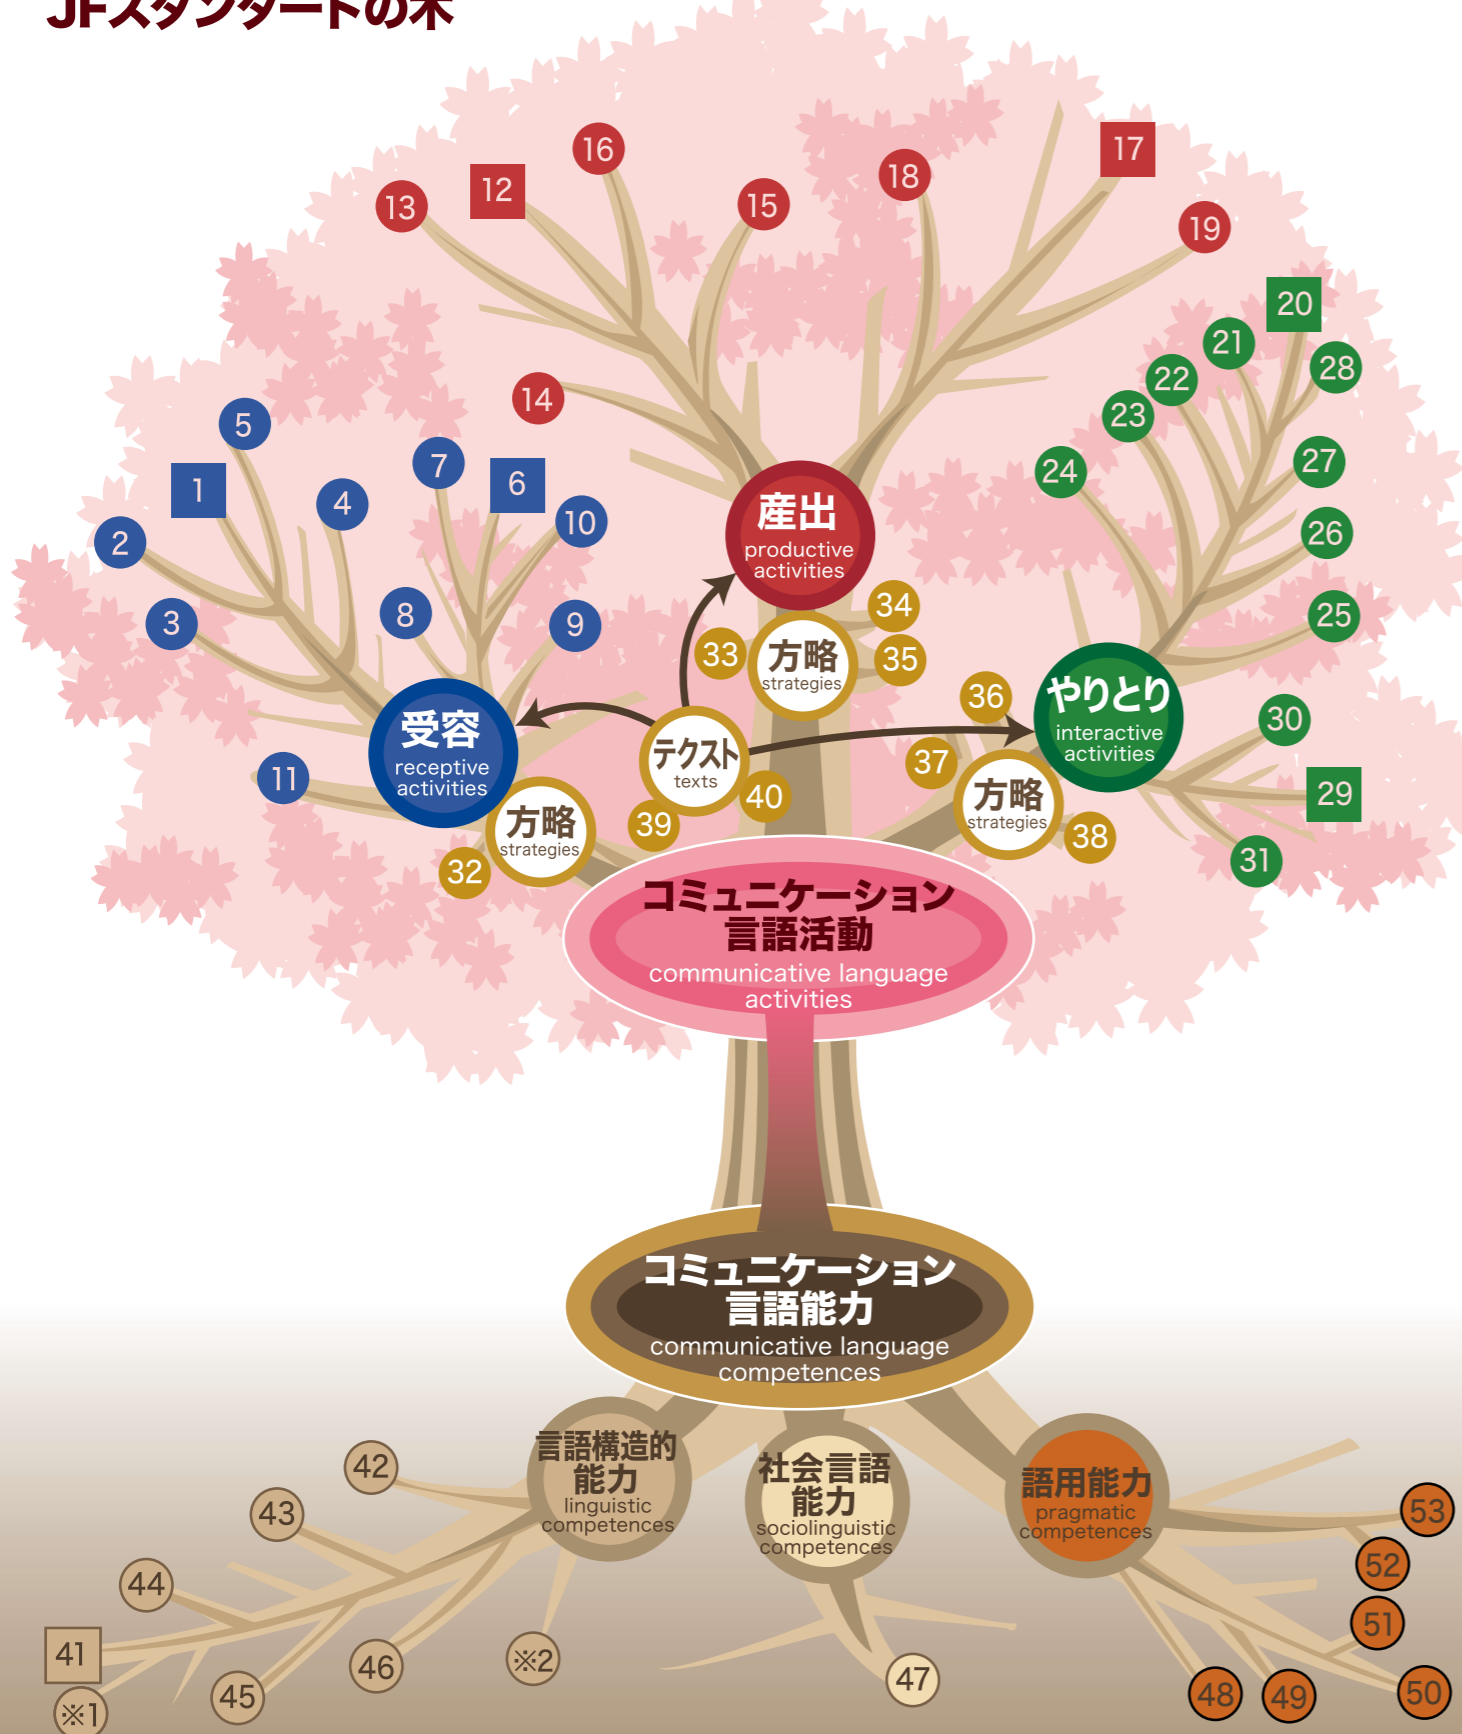 JFスタンダードの木
16
17
12
18
13
15
19
20
21
28
22
14
23
5
7
27
24
6
1
4
産出
productive
activities
10
26
2
34
8
25
3
9
33
方略
strategies
35
36
やりとり
interactive
activities
30
受容
receptive
activities
テクスト
texts
37
11
40
方略
strategies
29
39
方略
strategies
38
32
31
コミュニケーション
言語活動
communicative language
activities
コミュニケーション
言語能力
communicative language
competences
言語構造的
能力
linguistic
competences
社会言語
能力
sociolinguistic
competences
語用能力
pragmatic
competences
42
43
53
52
44
51
41
※2
46
47
50
45
48
49
※1